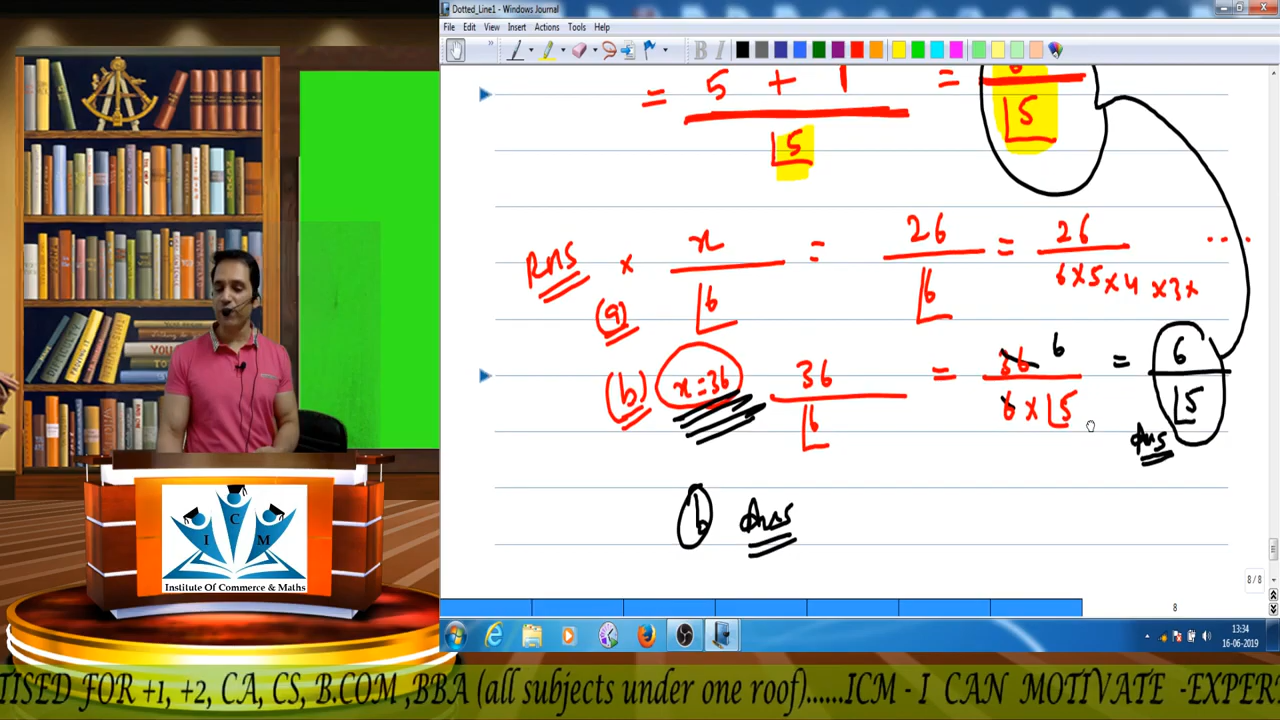 Dotted_Line1 - Windows Journal
File Edit View Insert Actions Tools Help
= 5 + 1 / ⌊5 = 6 / ⌊5
RHS × x / ⌊6 = 26 / ⌊6 = 26 / 6×5×4×3× ....
(a)
(b) x=36 36 / ⌊6 = 36 6 / 6 × ⌊5 = 6 / ⌊5
Ans
b Ans
8/8
8
I C M
Institute Of Commerce & Maths
13:34
16-06-2019
TISED FOR +1, +2, CA, CS, B.COM ,BBA (all subjects under one roof)......ICM - I CAN MOTIVATE -EXPER